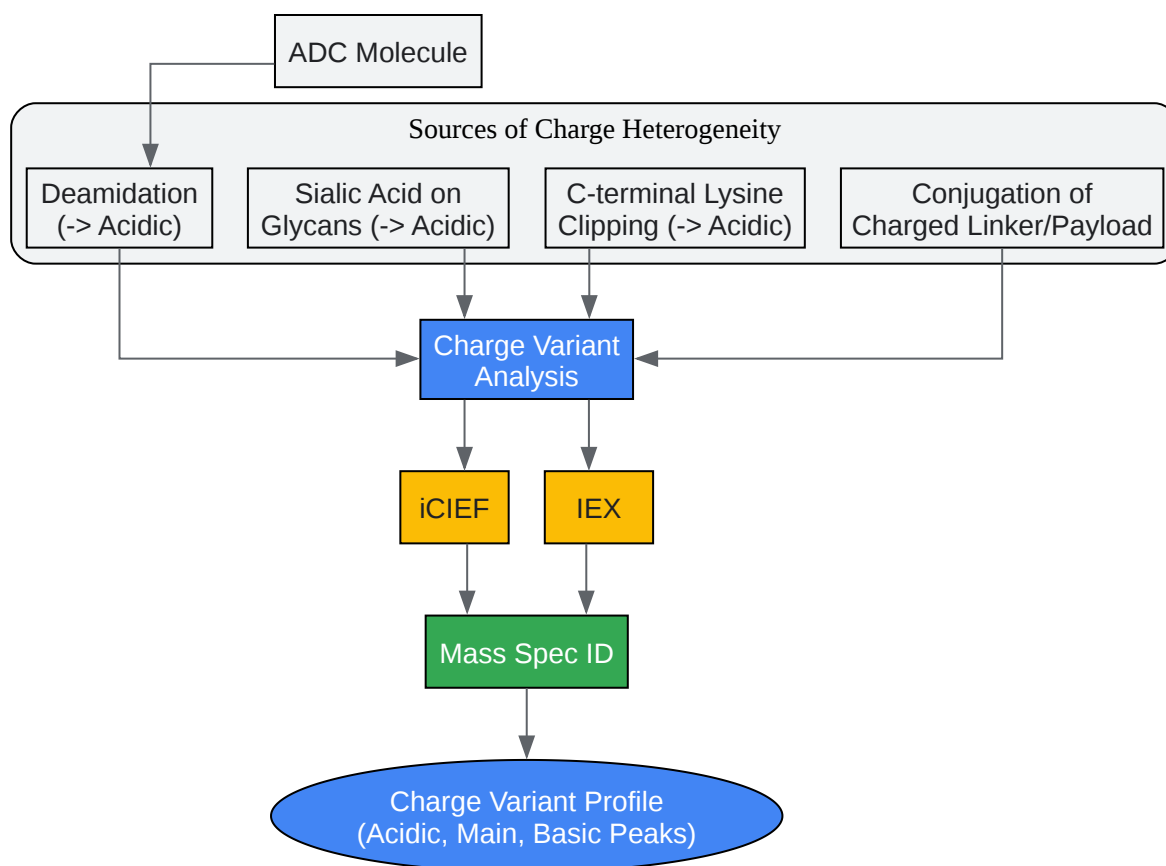 ADC Molecule
Sources of Charge Heterogeneity
Deamidation
(-> Acidic)
Sialic Acid on
Glycans (-> Acidic)
C-terminal Lysine
Clipping (-> Acidic)
Conjugation of
Charged Linker/Payload
Charge Variant
Analysis
iCIEF
IEX
Mass Spec ID
Charge Variant Profile
(Acidic, Main, Basic Peaks)